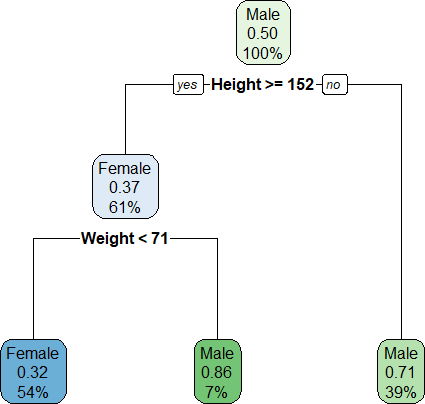 Male
0.50
100%
yes Height >= 152 no
Female
0.37
61%
Weight < 71
Female
0.32
54%
Male
0.86
7%
Male
0.71
39%